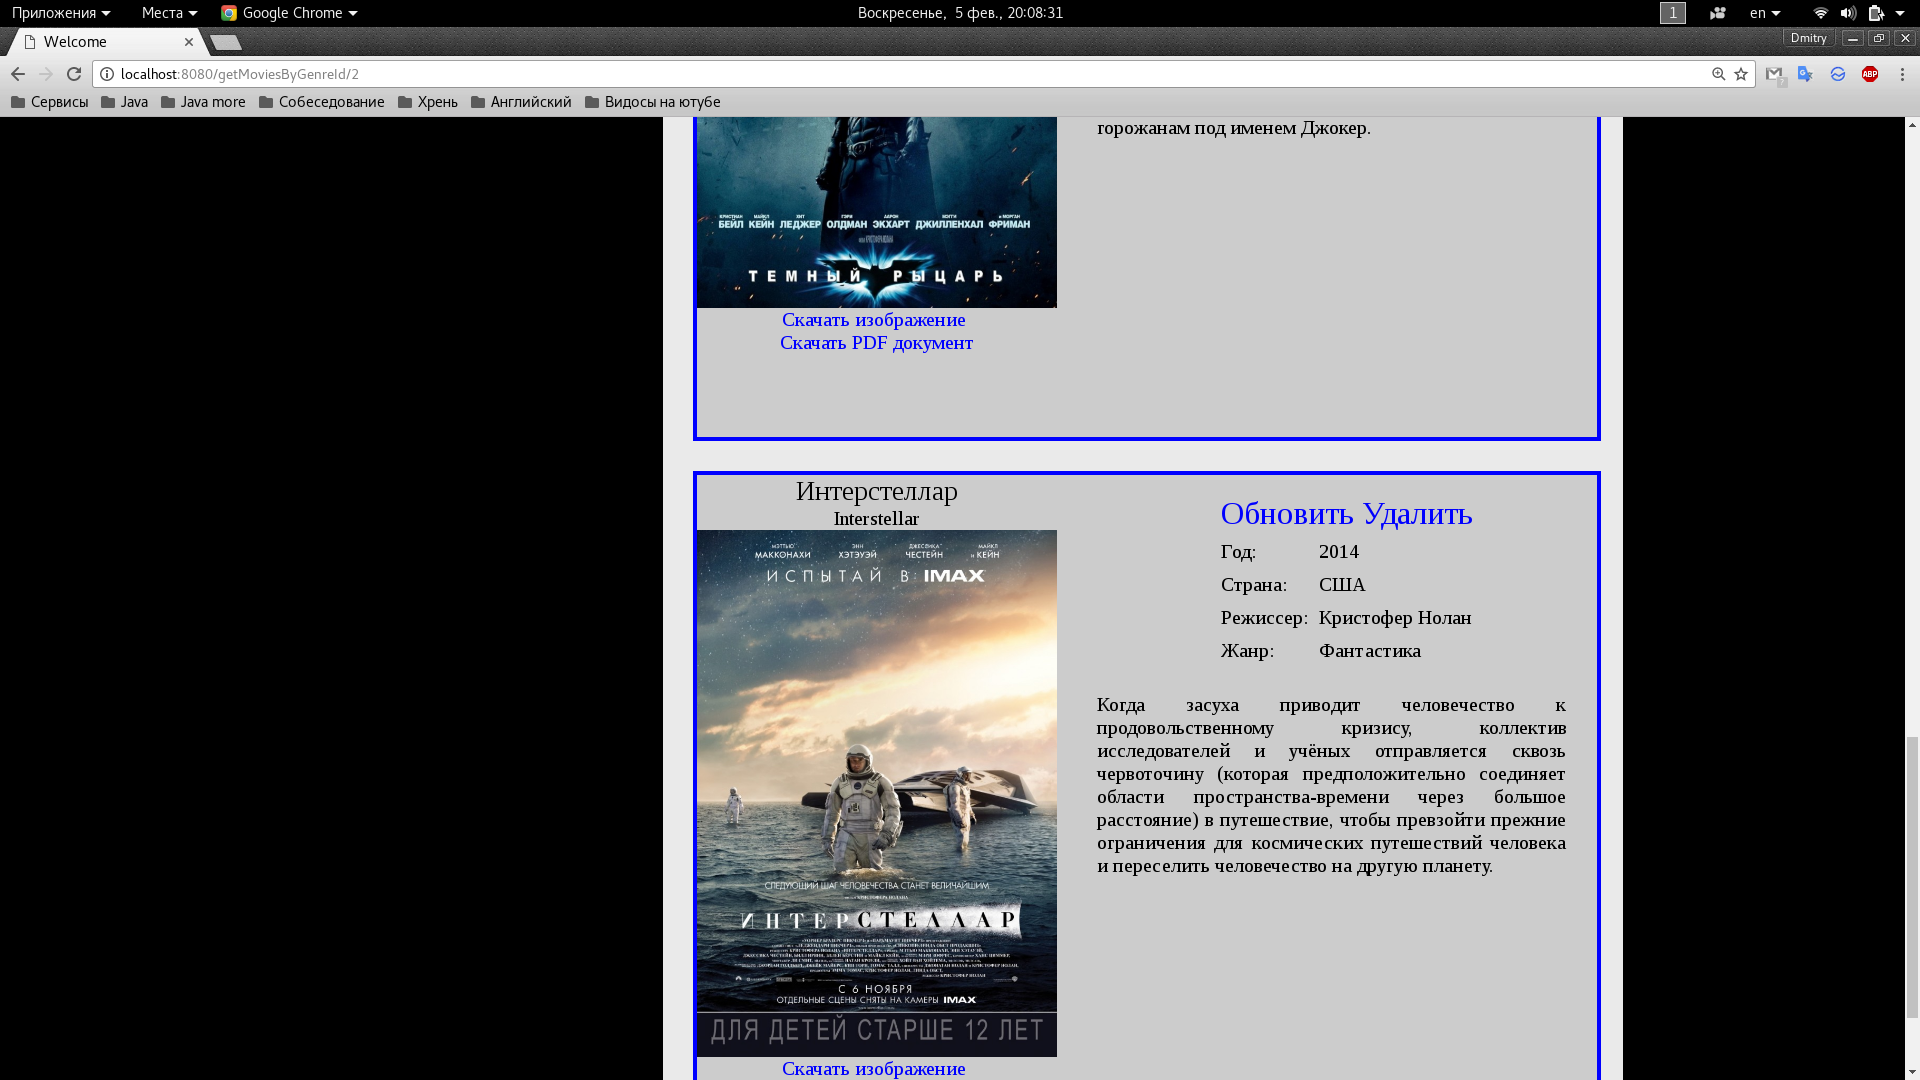 Приложения Места Google Chrome Воскресенье, 5 фев., 20:08:31 1 en
Welcome Dmitry
localhost:8080/getMoviesByGenreId/2
Сервисы Java Java more Собеседование Хрень Английский Видосы на ютубе
горожанам под именем Джокер.
КРИСТИАН МАЙКЛ ХИТ ГЭРИ ААРОН МЭГГИ и МОРГАН
БЕЙЛ КЕЙН ЛЕДЖЕР ОЛДМАН ЭКХАРТ ДЖИЛЛЕНХАЛ ФРИМАН
ТЕМНЫЙ РЫЦАРЬ
Скачать изображение
Скачать PDF документ
Интерстеллар
Interstellar
МЭТТЬЮ ЭНН ДЖЕССИКА МАЙКЛ
МАККОНАХИ ХЭТЭУЭЙ ЧЕСТЕЙН и КЕЙН
ИСПЫТАЙ В IMAX
СЛЕДУЮЩИЙ ШАГ ЧЕЛОВЕЧЕСТВА СТАНЕТ ВЕЛИЧАЙШИМ
ИНТЕРСТЕЛЛАР
С 6 НОЯБРЯ
ОТДЕЛЬНЫЕ СЦЕНЫ СНЯТЫ НА КАМЕРЫ IMAX
ДЛЯ ДЕТЕЙ СТАРШЕ 12 ЛЕТ
Скачать изображение
Обновить Удалить
Год: 2014
Страна: США
Режиссер: Кристофер Нолан
Жанр: Фантастика
Когда засуха приводит человечество к
продовольственному кризису, коллектив
исследователей и учёных отправляется сквозь
червоточину (которая предположительно соединяет
области пространства-времени через большое
расстояние) в путешествие, чтобы превзойти прежние
ограничения для космических путешествий человека
и переселить человечество на другую планету.